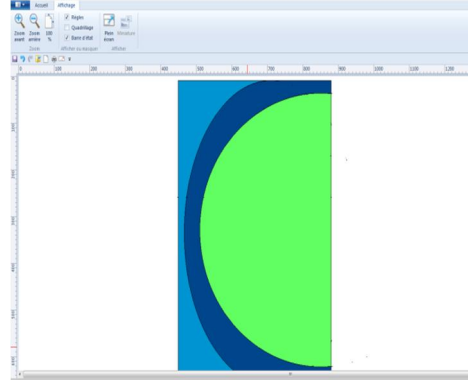 Accueil Affichage
Zoom avant Zoom arrière 100 %
Règles
Quadrillage
Barre d'état
Plein écran Miniature
Zoom Afficher ou masquer Afficher
100 200 300 400 500 600 700 800 900 1000 1100 1200